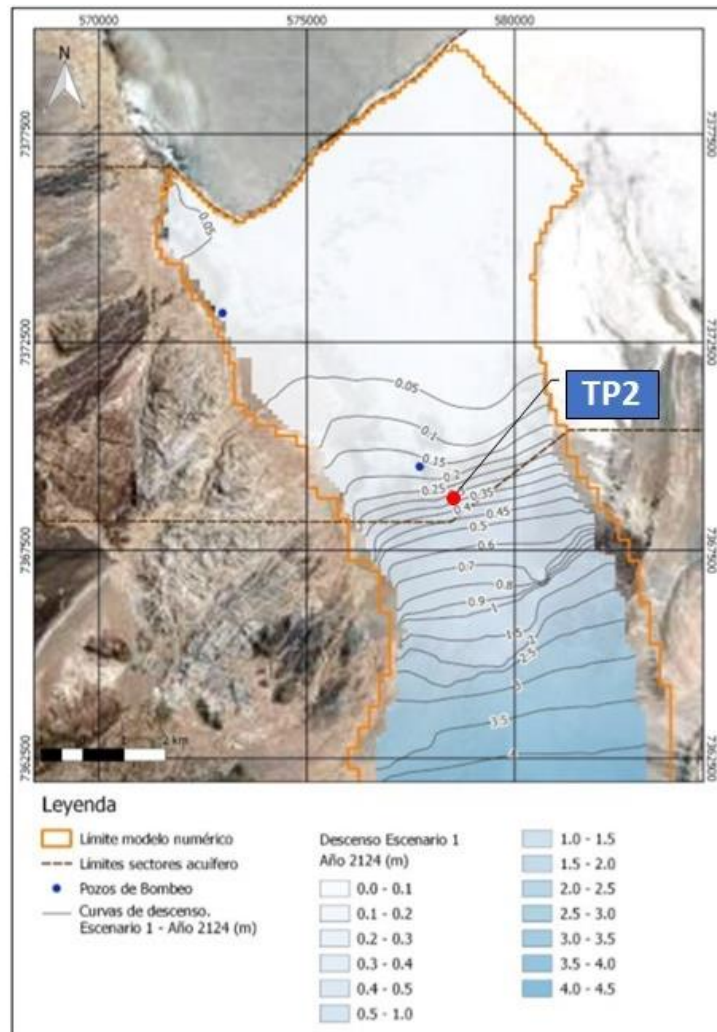 570000 575000 580000
N
7377500 7377500
0.05
7372500 7372500
TP2
0.05
0.1
0.15
0.2
0.25
0.35
0.4
0.45
0.5
7367500 7367500
0.6
0.7
0.8
0.9
1
1.5
2
2.5
3
3.5
7362500 7362500
4
2 km
Leyenda
Límite modelo numérico
Límites sectores acuífero
Pozos de Bombeo
Curvas de descenso.
Escenario 1 - Año 2124 (m)
Descenso Escenario 1
Año 2124 (m)
0.0 - 0.1
0.1 - 0.2
0.2 - 0.3
0.3 - 0.4
0.4 - 0.5
0.5 - 1.0
1.0 - 1.5
1.5 - 2.0
2.0 - 2.5
2.5 - 3.0
3.0 - 3.5
3.5 - 4.0
4.0 - 4.5